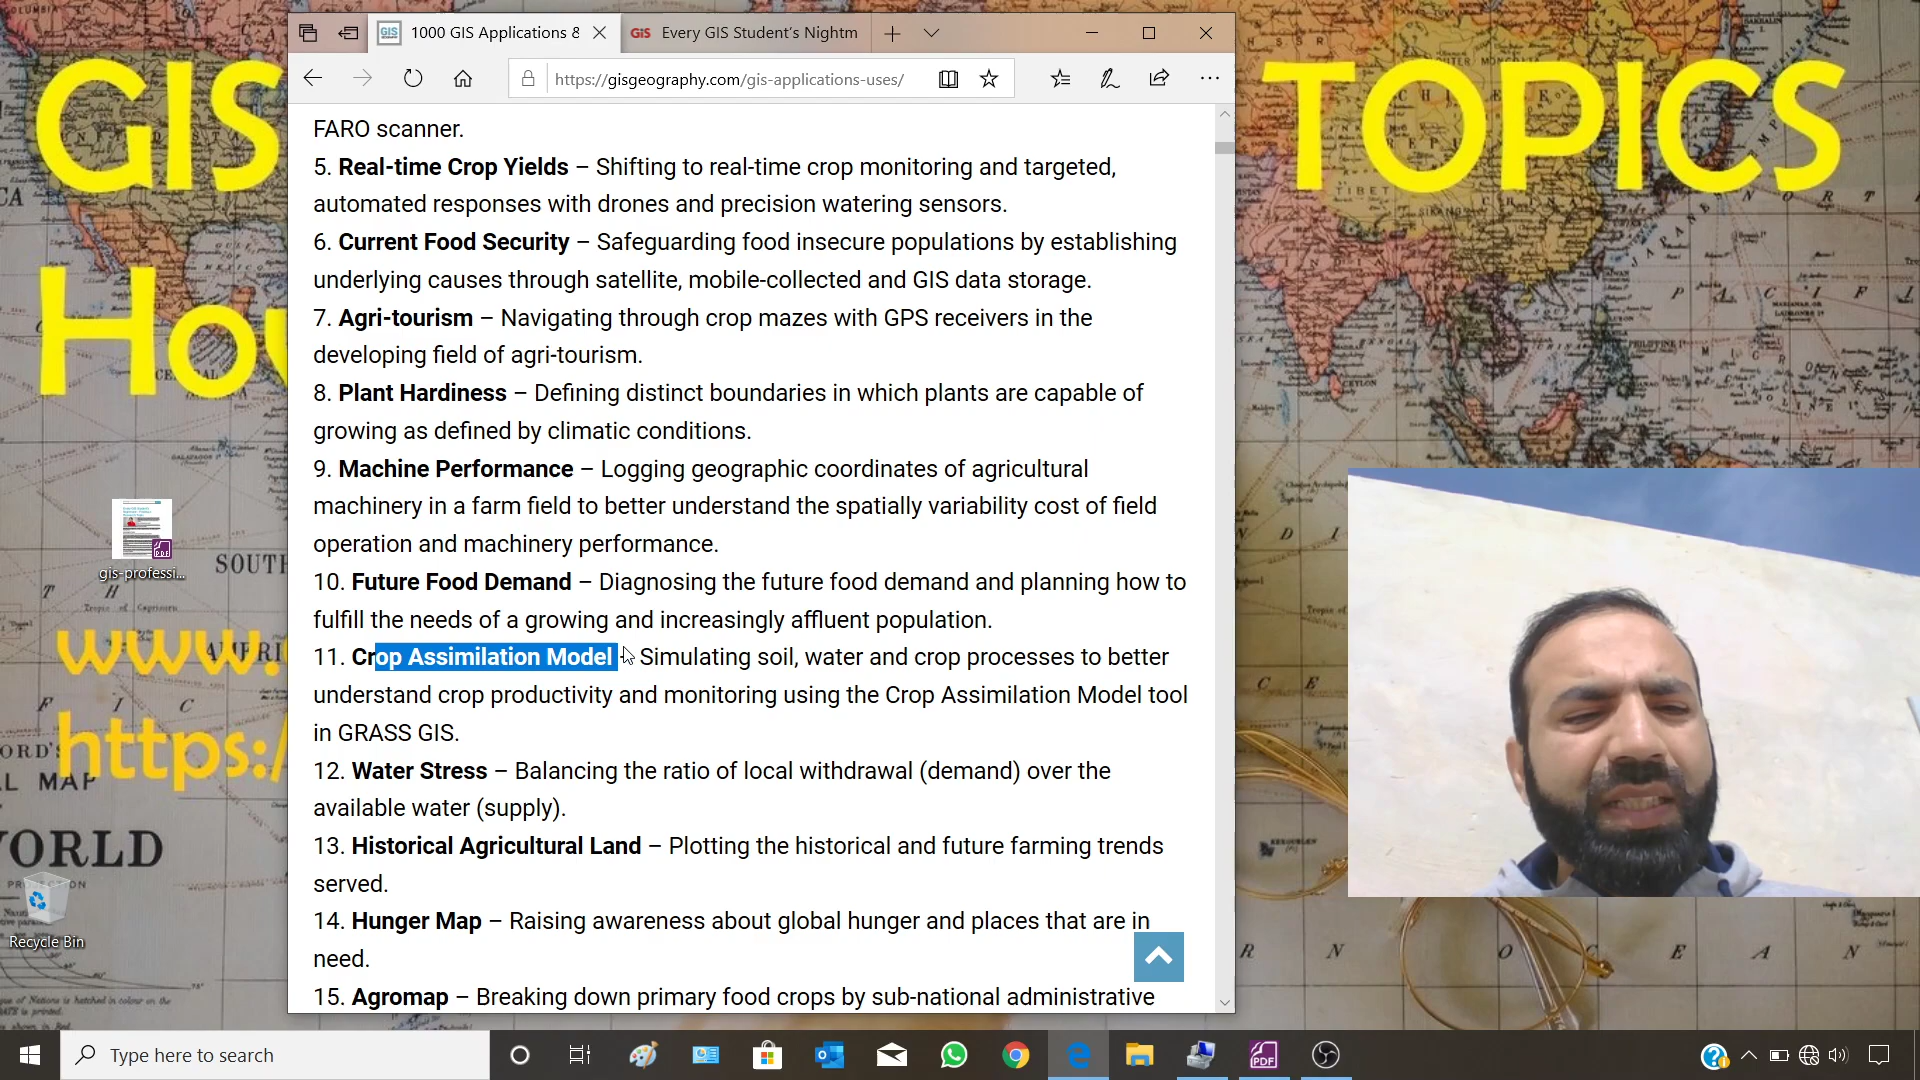 GIS
TOPICS
How
www.
https:/
1000 GIS Applications &
GIS Every GIS Student's Nightm
https://gisgeography.com/gis-applications-uses/
FARO scanner.
5. Real-time Crop Yields – Shifting to real-time crop monitoring and targeted,
automated responses with drones and precision watering sensors.
6. Current Food Security – Safeguarding food insecure populations by establishing
underlying causes through satellite, mobile-collected and GIS data storage.
7. Agri-tourism – Navigating through crop mazes with GPS receivers in the
developing field of agri-tourism.
8. Plant Hardiness – Defining distinct boundaries in which plants are capable of
growing as defined by climatic conditions.
9. Machine Performance – Logging geographic coordinates of agricultural
machinery in a farm field to better understand the spatially variability cost of field
operation and machinery performance.
10. Future Food Demand – Diagnosing the future food demand and planning how to
fulfill the needs of a growing and increasingly affluent population.
11. Crop Assimilation Model – Simulating soil, water and crop processes to better
understand crop productivity and monitoring using the Crop Assimilation Model tool
in GRASS GIS.
12. Water Stress – Balancing the ratio of local withdrawal (demand) over the
available water (supply).
13. Historical Agricultural Land – Plotting the historical and future farming trends
served.
14. Hunger Map – Raising awareness about global hunger and places that are in
need.
15. Agromap – Breaking down primary food crops by sub-national administrative
gis-professi...
Recycle Bin
SOUTH
AMERI
MAP
WORLD
TIBET
CEYLON
Type here to search
PDF